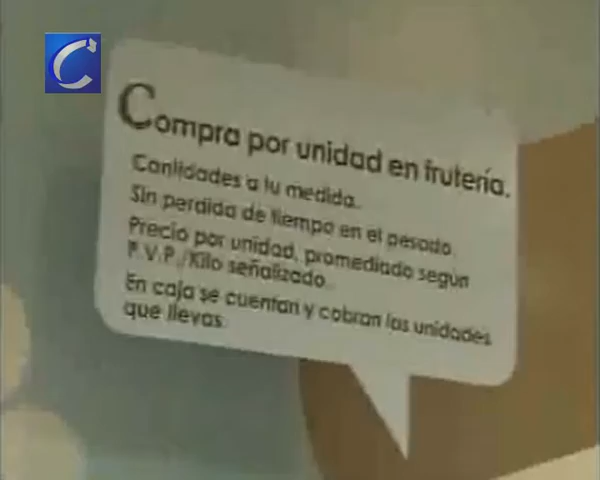 Compra por unidad en frutería.
Cantidades a tu medida.
Sin perdida de tiempo en el pesado.
Precio por unidad, promediado según
P.V.P./Kilo señalizado.
En caja se cuentan y cobran las unidades
que llevas.